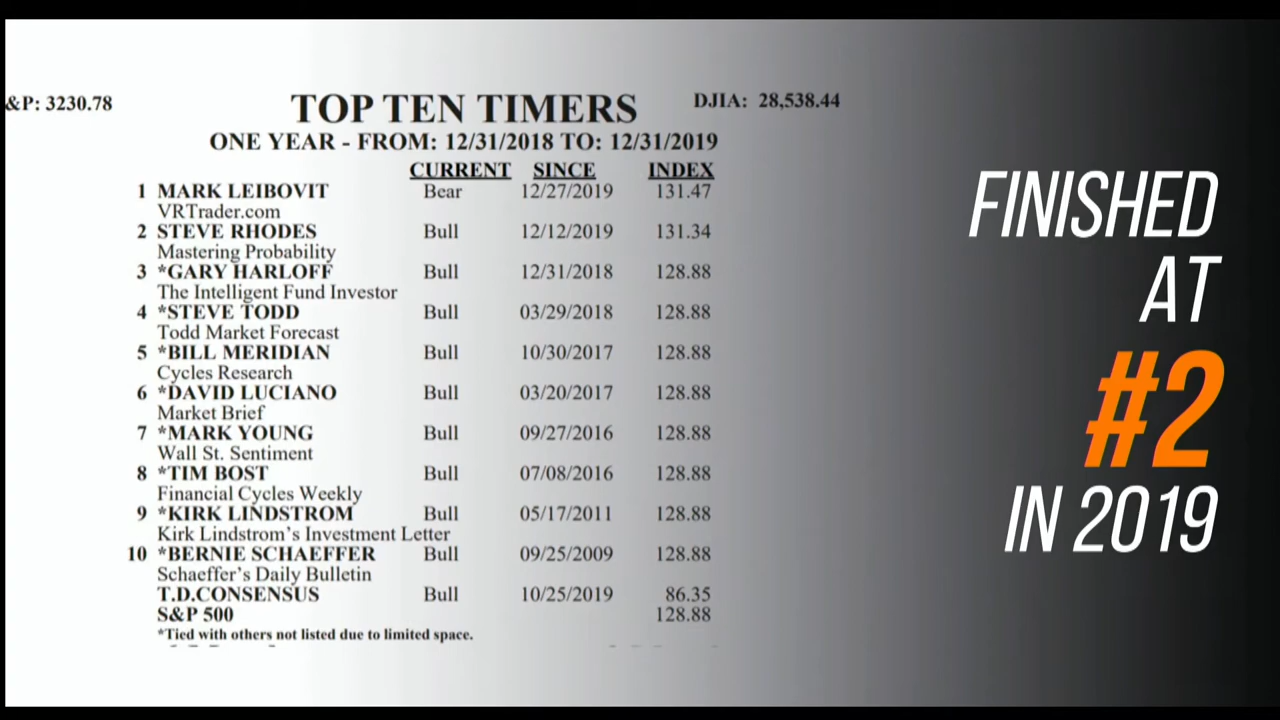 &P: 3230.78
TOP TEN TIMERS
DJIA: 28,538.44
ONE YEAR - FROM: 12/31/2018 TO: 12/31/2019
CURRENT SINCE INDEX
1 MARK LEIBOVIT Bear 12/27/2019 131.47
VRTrader.com
2 STEVE RHODES Bull 12/12/2019 131.34
Mastering Probability
3 *GARY HARLOFF Bull 12/31/2018 128.88
The Intelligent Fund Investor
4 *STEVE TODD Bull 03/29/2018 128.88
Todd Market Forecast
5 *BILL MERIDIAN Bull 10/30/2017 128.88
Cycles Research
6 *DAVID LUCIANO Bull 03/20/2017 128.88
Market Brief
7 *MARK YOUNG Bull 09/27/2016 128.88
Wall St. Sentiment
8 *TIM BOST Bull 07/08/2016 128.88
Financial Cycles Weekly
9 *KIRK LINDSTROM Bull 05/17/2011 128.88
Kirk Lindstrom's Investment Letter
10 *BERNIE SCHAEFFER Bull 09/25/2009 128.88
Schaeffer's Daily Bulletin
T.D.CONSENSUS Bull 10/25/2019 86.35
S&P 500 128.88
*Tied with others not listed due to limited space.
FINISHED
AT
#2
IN 2019